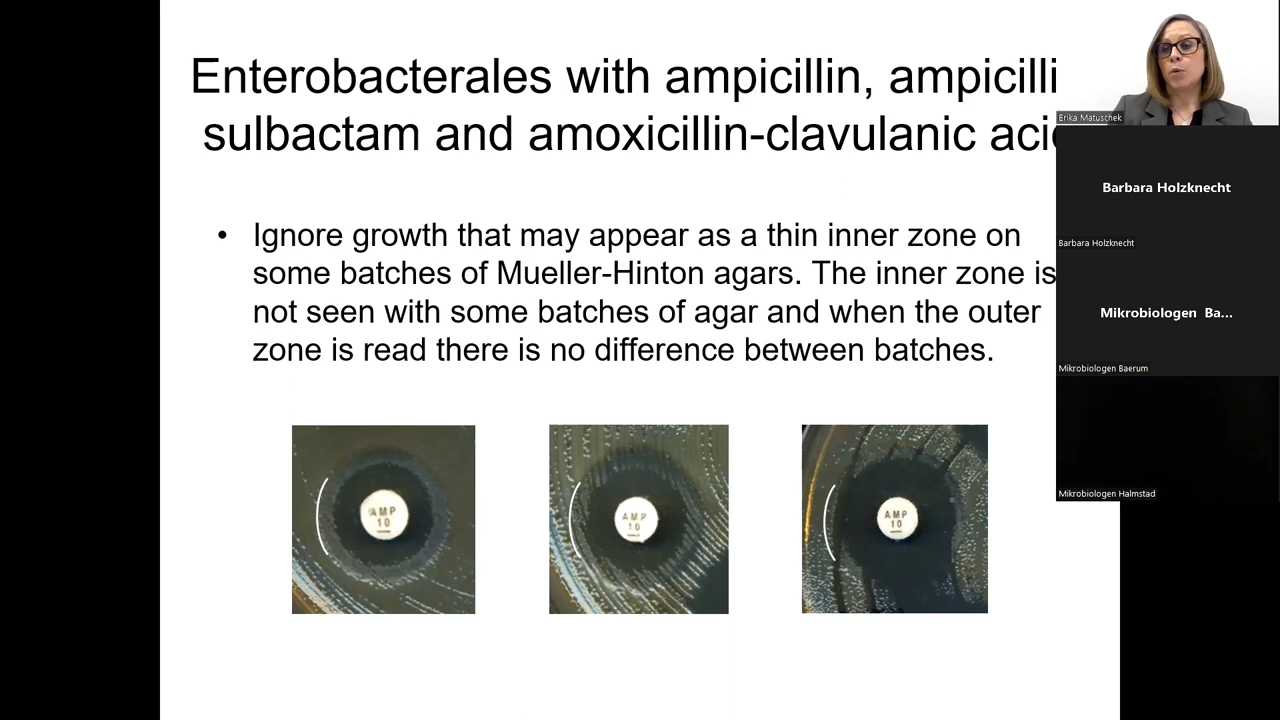 Enterobacterales with ampicillin, ampicilli
sulbactam and amoxicillin-clavulanic aci
• Ignore growth that may appear as a thin inner zone on
some batches of Mueller-Hinton agars. The inner zone is
not seen with some batches of agar and when the outer
zone is read there is no difference between batches.
AMP
10
AMP
10
AMP
10
Erika Matuschek
Barbara Holzknecht
Barbara Holzknecht
Mikrobiologen Ba...
Mikrobiologen Baerum
Mikrobiologen Halmstad